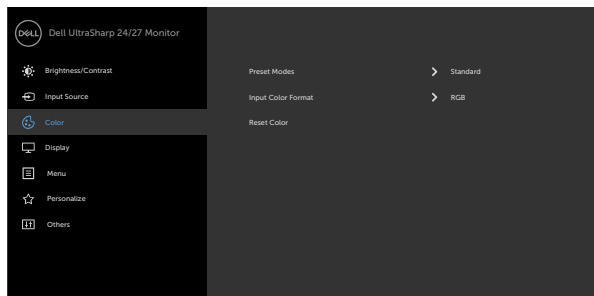 DELL Dell UltraSharp 24/27 Monitor
Brightness/Contrast
Input Source
Color
Display
Menu
Personalize
Others
Preset Modes Standard
Input Color Format RGB
Reset Color